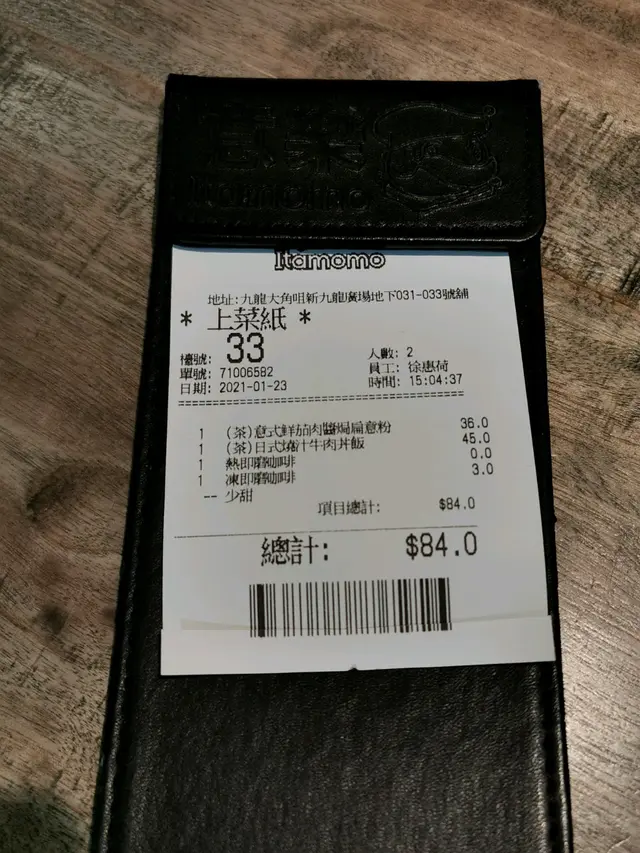 意樂
Itamomo
Itamomo
地址:九龍大角咀新九龍廣場地下031-033號舖
* 上菜紙 *
檯號: 33 人數: 2
單號: 71006582 員工: 徐惠荷
日期: 2021-01-23 時間: 15:04:37
1 (茶)意式鮮茄肉醬焗扁意粉 36.0
1 (茶)日式燒汁牛肉丼飯 45.0
1 熱即磨咖啡 0.0
1 凍即磨咖啡 3.0
-- 少甜
項目總計: $84.0
總計: $84.0